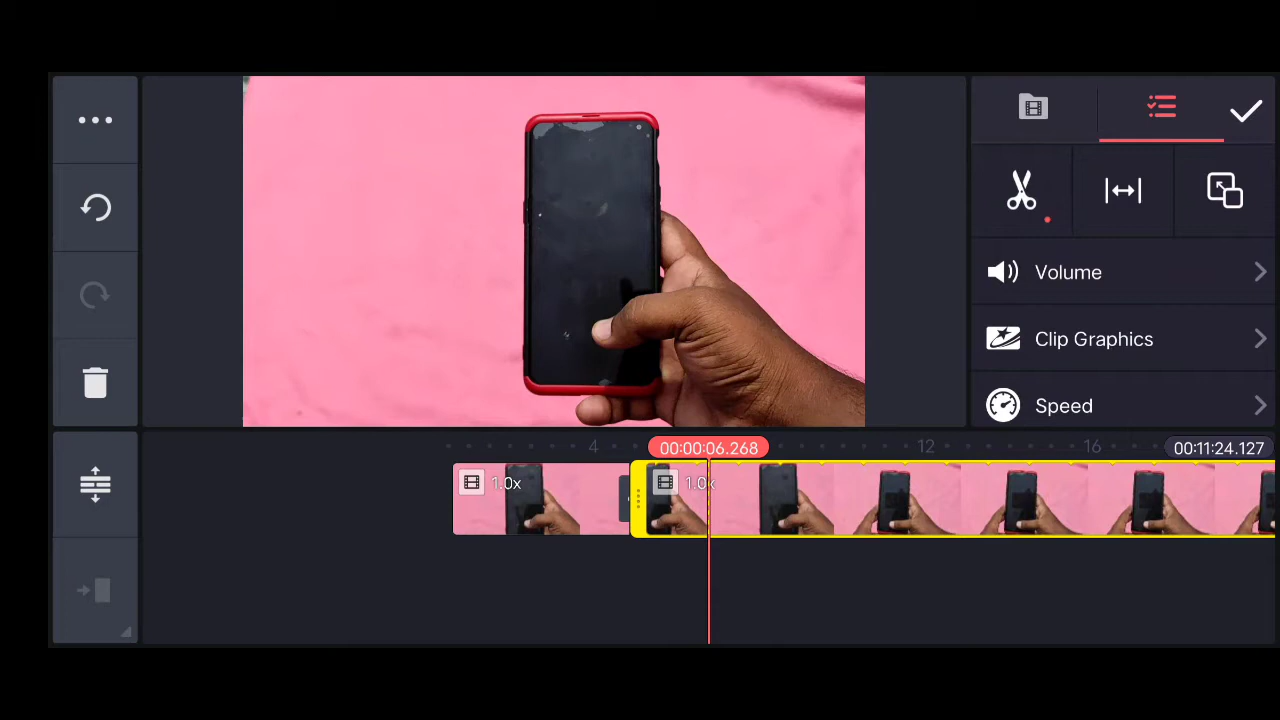 Volume
Clip Graphics
Speed
4
00:00:06.268
12
16
00:11:24.127
1.0x
1.0x